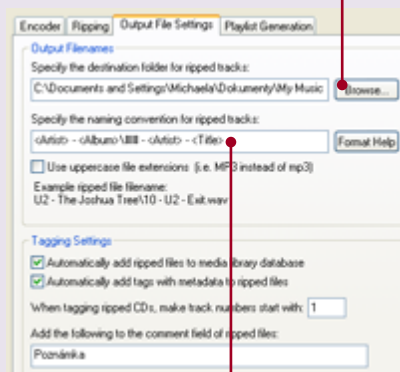 Encoder Ripping Output File Settings Playlist Generation
Output Filenames
Specify the destination folder for ripped tracks:
C:\Documents and Settings\Michaela\Dokumenty\My Music Browse...
Specify the naming convention for ripped tracks:
<Artist> - <Album>\## - <Artist> - <Title> Format Help
Use uppercase file extensions (i.e. MP3 instead of mp3)
Example ripped file filename:
U2 - The Joshua Tree\10 - U2 - Exit.wav
Tagging Settings
Automatically add ripped files to media library database
Automatically add tags with metadata to ripped files
When tagging ripped CDs, make track numbers start with: 1
Add the following to the comment field of ripped files:
Poznámka